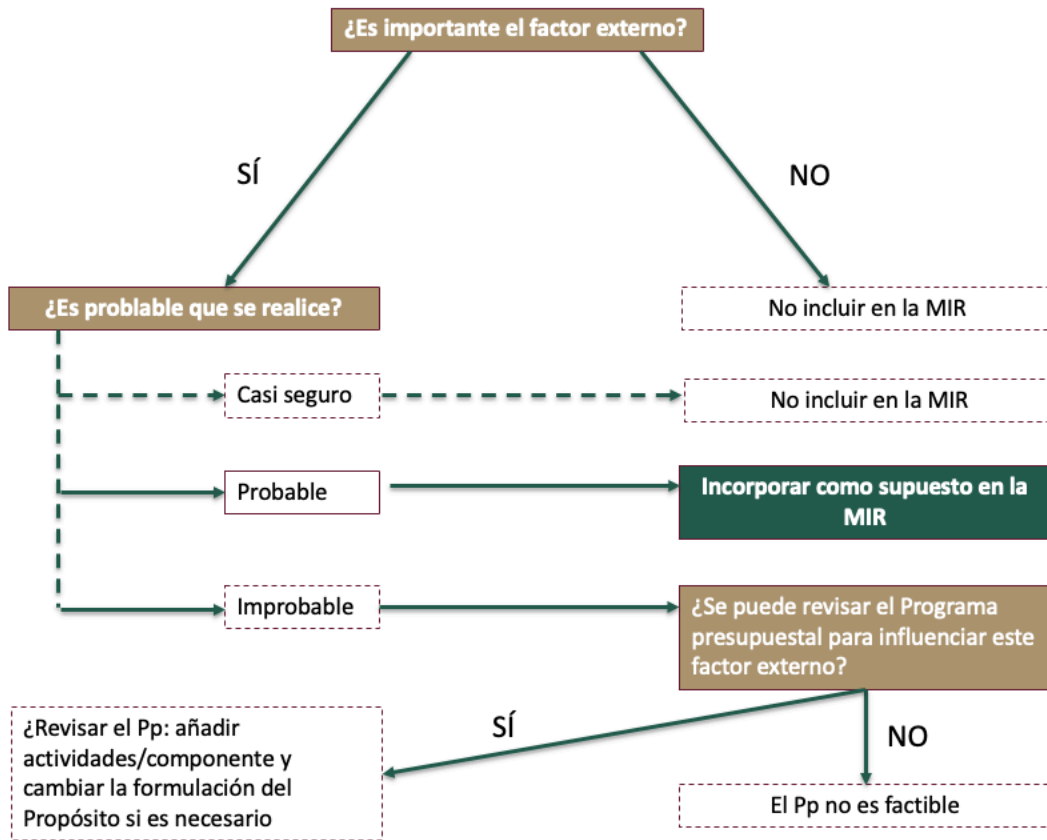 ¿Es importante el factor externo?
SÍ
NO
¿Es problable que se realice?
No incluir en la MIR
Casi seguro
No incluir en la MIR
Probable
Incorporar como supuesto en la
MIR
Improbable
¿Se puede revisar el Programa
presupuestal para influenciar este
factor externo?
SÍ
NO
¿Revisar el Pp: añadir
actividades/componente y
cambiar la formulación del
Propósito si es necesario
El Pp no es factible